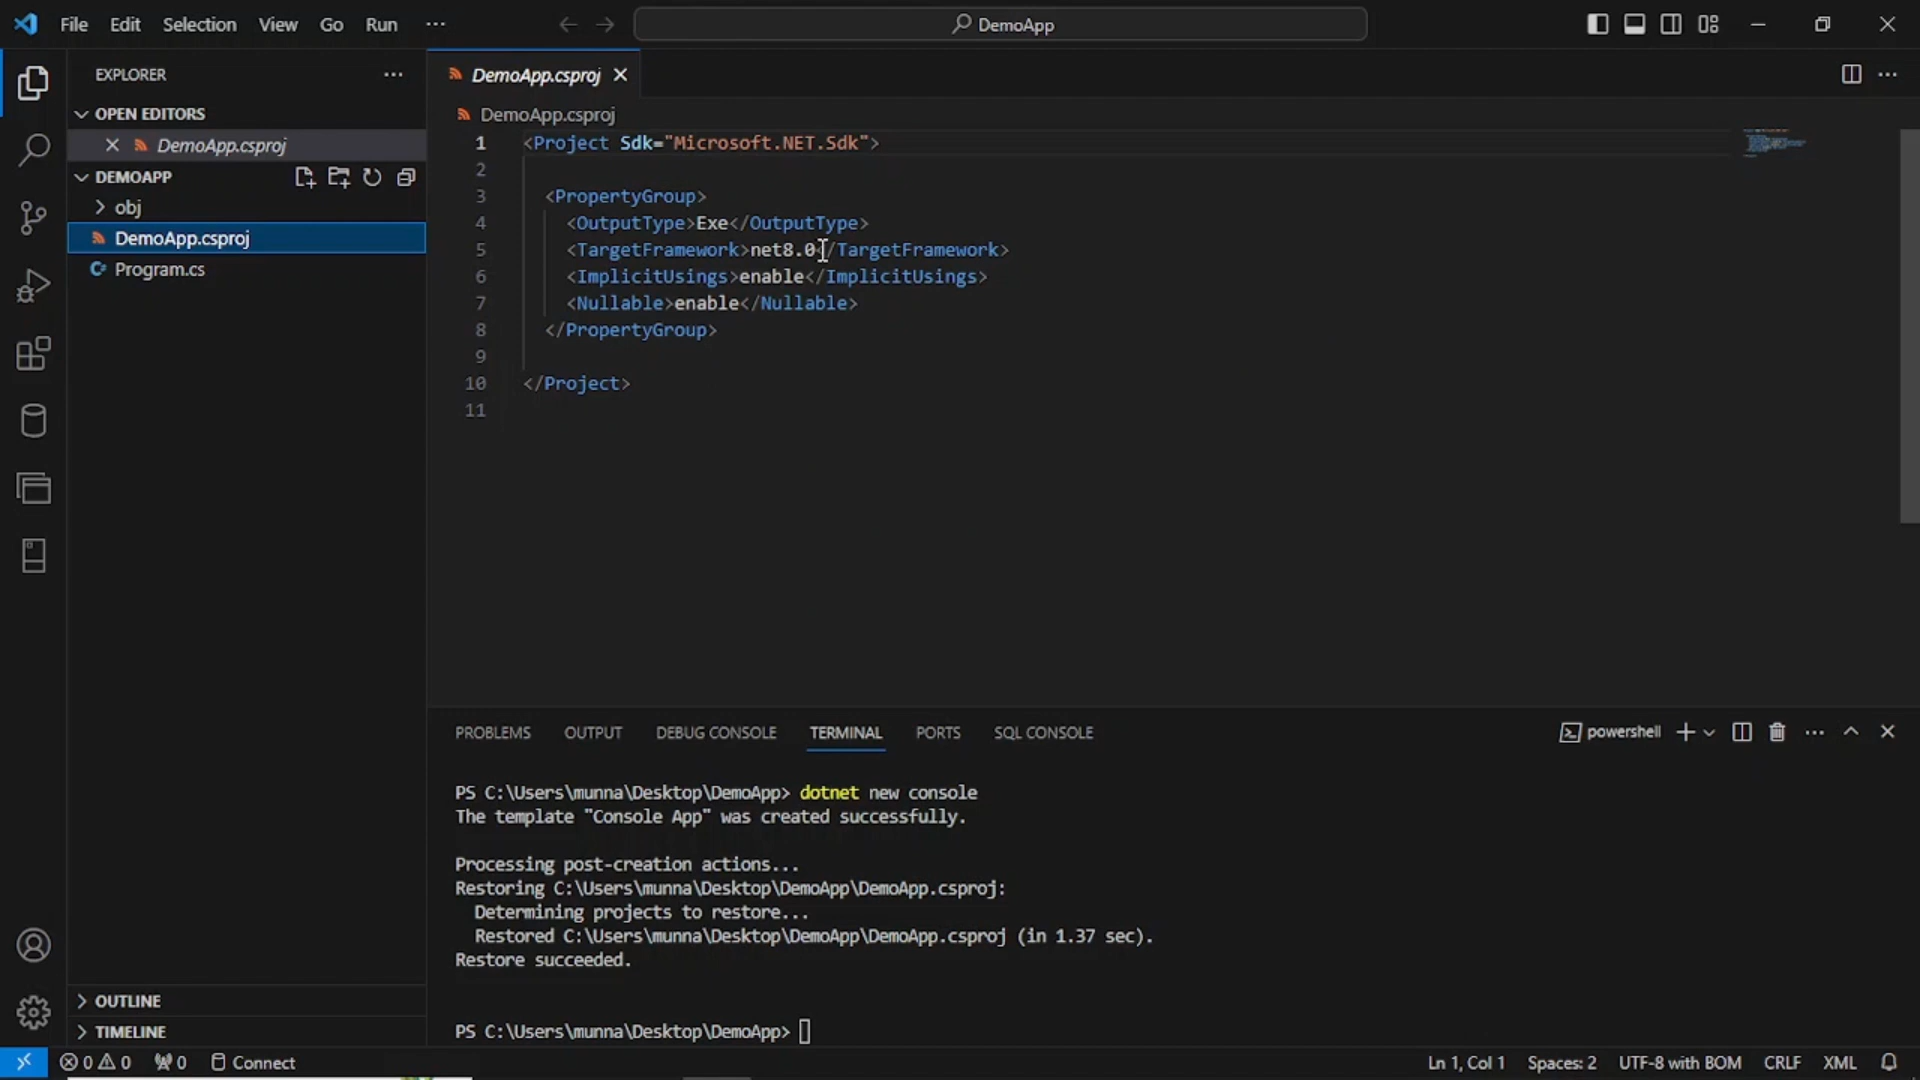 File Edit Selection View Go Run
DemoApp
EXPLORER
OPEN EDITORS
DemoApp.csproj
DEMOAPP
obj
DemoApp.csproj
Program.cs
OUTLINE
TIMELINE
DemoApp.csproj
DemoApp.csproj
1 <Project Sdk="Microsoft.NET.Sdk">
2
3 <PropertyGroup>
4 <OutputType>Exe</OutputType>
5 <TargetFramework>net8.0</TargetFramework>
6 <ImplicitUsings>enable</ImplicitUsings>
7 <Nullable>enable</Nullable>
8 </PropertyGroup>
9
10 </Project>
11
PROBLEMS OUTPUT DEBUG CONSOLE TERMINAL PORTS SQL CONSOLE
powershell
PS C:\Users\munna\Desktop\DemoApp> dotnet new console
The template "Console App" was created successfully.
Processing post-creation actions...
Restoring C:\Users\munna\Desktop\DemoApp\DemoApp.csproj:
Determining projects to restore...
Restored C:\Users\munna\Desktop\DemoApp\DemoApp.csproj (in 1.37 sec).
Restore succeeded.
PS C:\Users\munna\Desktop\DemoApp>
0 0 0 Connect Ln 1, Col 1 Spaces: 2 UTF-8 with BOM CRLF XML